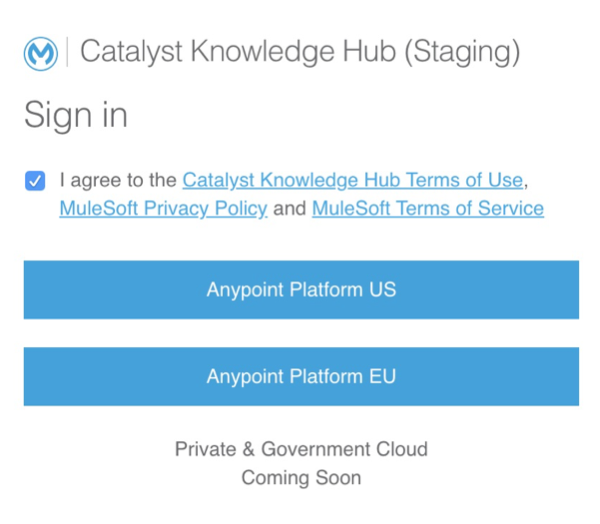 Catalyst Knowledge Hub (Staging)
Sign in
I agree to the Catalyst Knowledge Hub Terms of Use,
MuleSoft Privacy Policy and MuleSoft Terms of Service
Anypoint Platform US
Anypoint Platform EU
Private & Government Cloud
Coming Soon